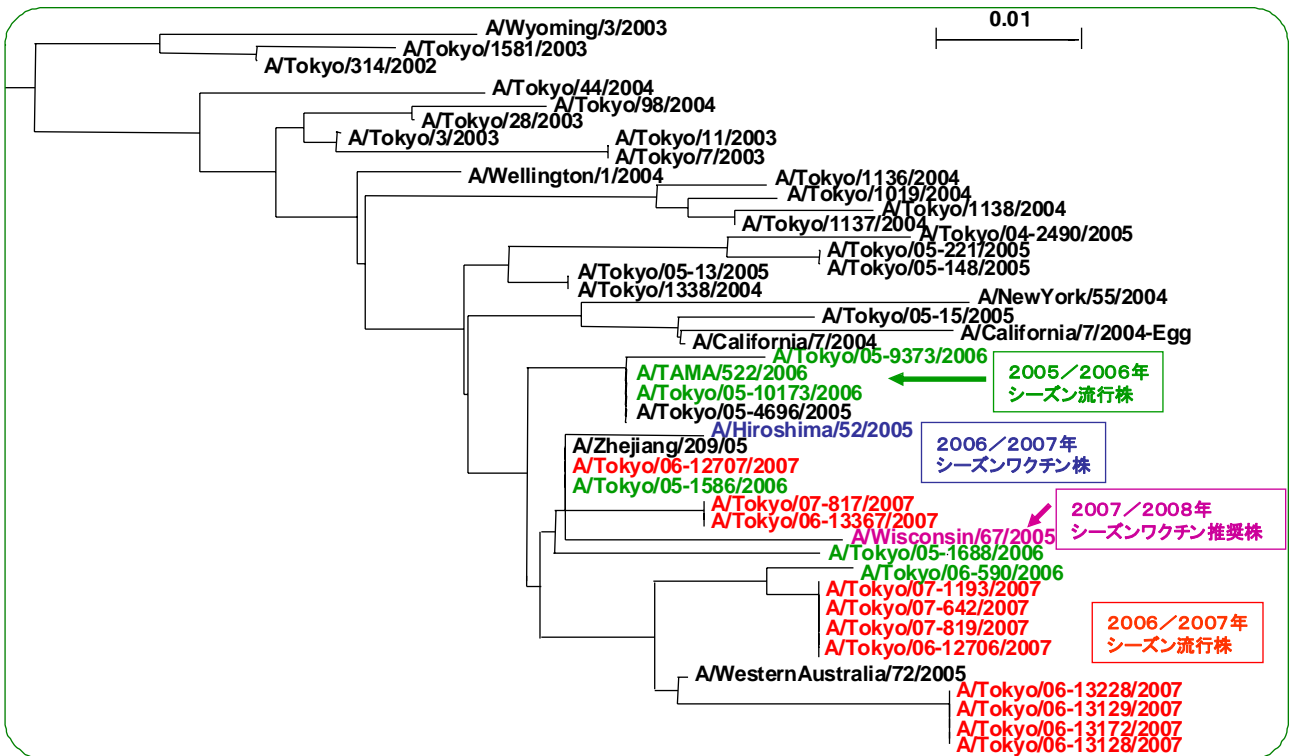 0.01
A/Wyoming/3/2003
A/Tokyo/1581/2003
A/Tokyo/314/2002
A/Tokyo/44/2004
A/Tokyo/98/2004
A/Tokyo/28/2003
A/Tokyo/3/2003
A/Tokyo/11/2003
A/Tokyo/7/2003
A/Wellington/1/2004
A/Tokyo/1136/2004
A/Tokyo/1019/2004
A/Tokyo/1138/2004
A/Tokyo/1137/2004
A/Tokyo/04-2490/2005
A/Tokyo/05-221/2005
A/Tokyo/05-148/2005
A/Tokyo/05-13/2005
A/Tokyo/1338/2004
A/NewYork/55/2004
A/Tokyo/05-15/2005
A/California/7/2004-Egg
A/California/7/2004
A/Tokyo/05-9373/2006
A/TAMA/522/2006
A/Tokyo/05-10173/2006
A/Tokyo/05-4696/2005
2005／2006年
シーズン流行株
A/Hiroshima/52/2005
A/Zhejiang/209/05
A/Tokyo/06-12707/2007
A/Tokyo/05-1586/2006
2006／2007年
シーズンワクチン株
A/Tokyo/07-817/2007
A/Tokyo/06-13367/2007
A/Wisconsin/67/2005
2007／2008年
シーズンワクチン推奨株
A/Tokyo/05-1688/2006
A/Tokyo/06-590/2006
A/Tokyo/07-1193/2007
A/Tokyo/07-642/2007
A/Tokyo/07-819/2007
A/Tokyo/06-12706/2007
2006／2007年
シーズン流行株
A/WesternAustralia/72/2005
A/Tokyo/06-13228/2007
A/Tokyo/06-13129/2007
A/Tokyo/06-13172/2007
A/Tokyo/06-13128/2007